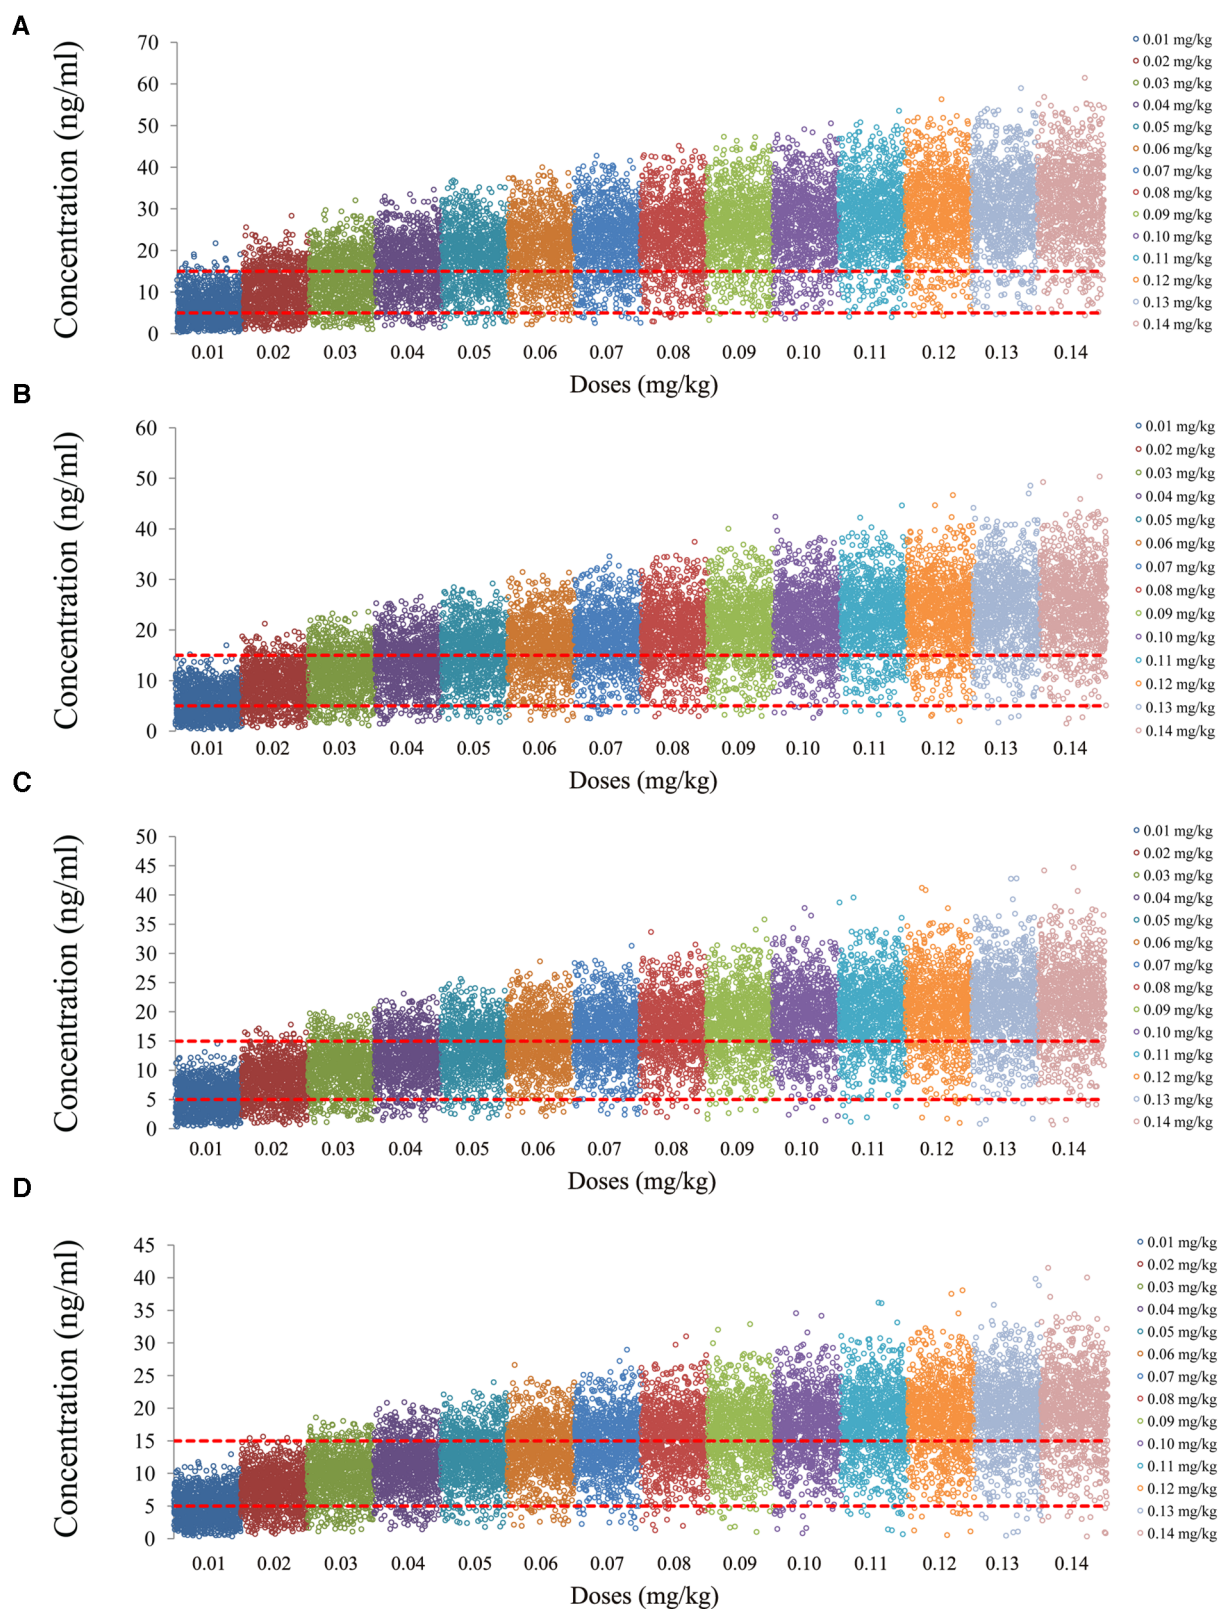 A
Concentration (ng/ml)
70
60
50
40
30
20
10
0
0.01 0.02 0.03 0.04 0.05 0.06 0.07 0.08 0.09 0.10 0.11 0.12 0.13 0.14
Doses (mg/kg)
0.01 mg/kg
0.02 mg/kg
0.03 mg/kg
0.04 mg/kg
0.05 mg/kg
0.06 mg/kg
0.07 mg/kg
0.08 mg/kg
0.09 mg/kg
0.10 mg/kg
0.11 mg/kg
0.12 mg/kg
0.13 mg/kg
0.14 mg/kg
B
Concentration (ng/ml)
60
50
40
30
20
10
0
0.01 0.02 0.03 0.04 0.05 0.06 0.07 0.08 0.09 0.10 0.11 0.12 0.13 0.14
Doses (mg/kg)
0.01 mg/kg
0.02 mg/kg
0.03 mg/kg
0.04 mg/kg
0.05 mg/kg
0.06 mg/kg
0.07 mg/kg
0.08 mg/kg
0.09 mg/kg
0.10 mg/kg
0.11 mg/kg
0.12 mg/kg
0.13 mg/kg
0.14 mg/kg
C
Concentration (ng/ml)
50
45
40
35
30
25
20
15
10
5
0
0.01 0.02 0.03 0.04 0.05 0.06 0.07 0.08 0.09 0.10 0.11 0.12 0.13 0.14
Doses (mg/kg)
0.01 mg/kg
0.02 mg/kg
0.03 mg/kg
0.04 mg/kg
0.05 mg/kg
0.06 mg/kg
0.07 mg/kg
0.08 mg/kg
0.09 mg/kg
0.10 mg/kg
0.11 mg/kg
0.12 mg/kg
0.13 mg/kg
0.14 mg/kg
D
Concentration (ng/ml)
45
40
35
30
25
20
15
10
5
0
0.01 0.02 0.03 0.04 0.05 0.06 0.07 0.08 0.09 0.10 0.11 0.12 0.13 0.14
Doses (mg/kg)
0.01 mg/kg
0.02 mg/kg
0.03 mg/kg
0.04 mg/kg
0.05 mg/kg
0.06 mg/kg
0.07 mg/kg
0.08 mg/kg
0.09 mg/kg
0.10 mg/kg
0.11 mg/kg
0.12 mg/kg
0.13 mg/kg
0.14 mg/kg